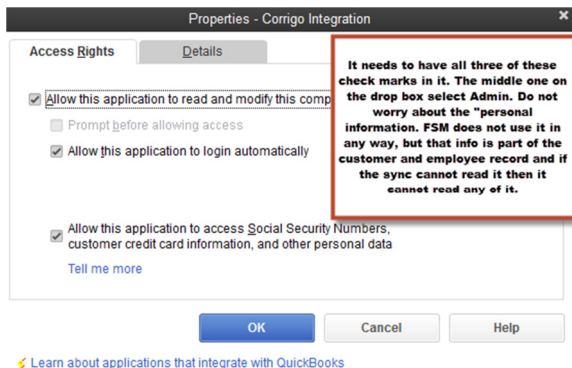 Properties - Corrigo Integration
×
Access Rights
Details
It needs to have all three of these
check marks in it. The middle one on
the drop box select Admin. Do not
worry about the "personal
information. FSM does not use it in
any way, but that info is part of the
customer and employee record and if
the sync cannot read it then it
cannot read any of it.
Allow this application to read and modify this comp
Prompt before allowing access
Allow this application to login automatically
Allow this application to access Social Security Numbers,
customer credit card information, and other personal data
Tell me more
OK
Cancel
Help
Learn about applications that integrate with QuickBooks